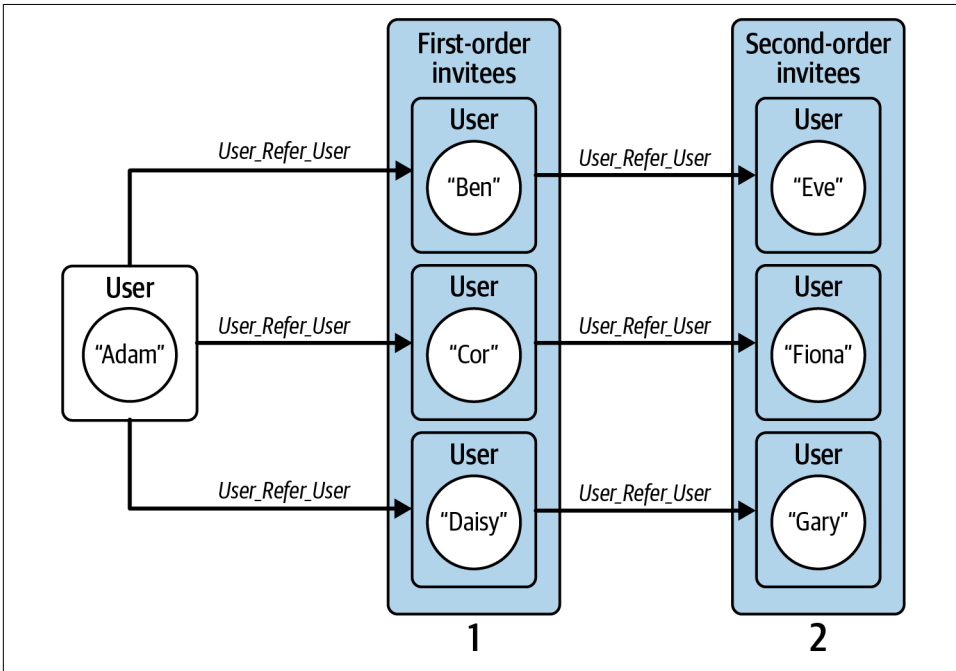 First-order
invitees
Second-order
invitees
User
“Ben”
User_Refer_User
User_Refer_User
User
“Eve”
User
“Adam”
User_Refer_User
User
“Cor”
User_Refer_User
User
“Fiona”
User_Refer_User
User
“Daisy”
User_Refer_User
User
“Gary”
1
2